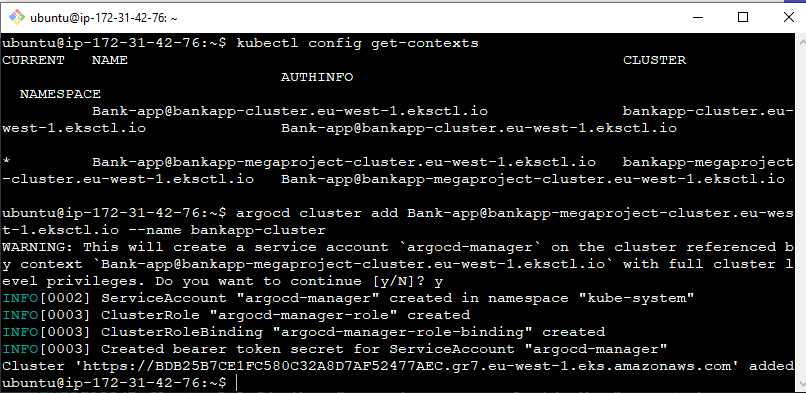 ubuntu@ip-172-31-42-76: ~
ubuntu@ip-172-31-42-76:~$ kubectl config get-contexts
CURRENT   NAME                                                             CLUSTER
                                  AUTHINFO
  NAMESPACE
          Bank-app@bankapp-cluster.eu-west-1.eksctl.io                 bankapp-cluster.eu-
west-1.eksctl.io                 Bank-app@bankapp-cluster.eu-west-1.eksctl.io
*         Bank-app@bankapp-megaproject-cluster.eu-west-1.eksctl.io   bankapp-megaproject
-cluster.eu-west-1.eksctl.io   Bank-app@bankapp-megaproject-cluster.eu-west-1.eksctl.io
ubuntu@ip-172-31-42-76:~$ argocd cluster add Bank-app@bankapp-megaproject-cluster.eu-wes
t-1.eksctl.io --name bankapp-cluster
WARNING: This will create a service account `argocd-manager` on the cluster referenced b
y context `Bank-app@bankapp-megaproject-cluster.eu-west-1.eksctl.io` with full cluster l
evel privileges. Do you want to continue [y/N]? y
INFO[0002] ServiceAccount "argocd-manager" created in namespace "kube-system"
INFO[0003] ClusterRole "argocd-manager-role" created
INFO[0003] ClusterRoleBinding "argocd-manager-role-binding" created
INFO[0003] Created bearer token secret for ServiceAccount "argocd-manager"
Cluster 'https://BDB25B7CE1FC580C32A8D7AF52477AEC.gr7.eu-west-1.eks.amazonaws.com' added
ubuntu@ip-172-31-42-76:~$